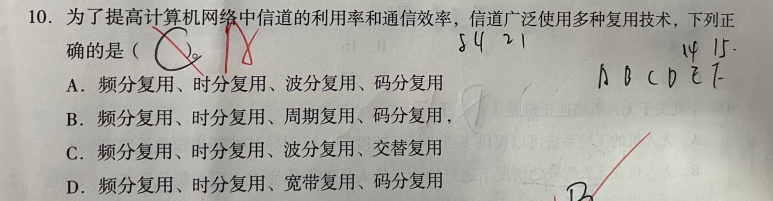 10. 为了提高计算机网络中信道的利用率和通信效率，信道广泛使用多种复用技术，下列正
确的是（ C ）。 A
8421
14 15.
A B C D E F
A. 频分复用、时分复用、波分复用、码分复用
B. 频分复用、时分复用、周期复用、码分复用，
C. 频分复用、时分复用、波分复用、交替复用
D. 频分复用、时分复用、宽带复用、码分复用
B